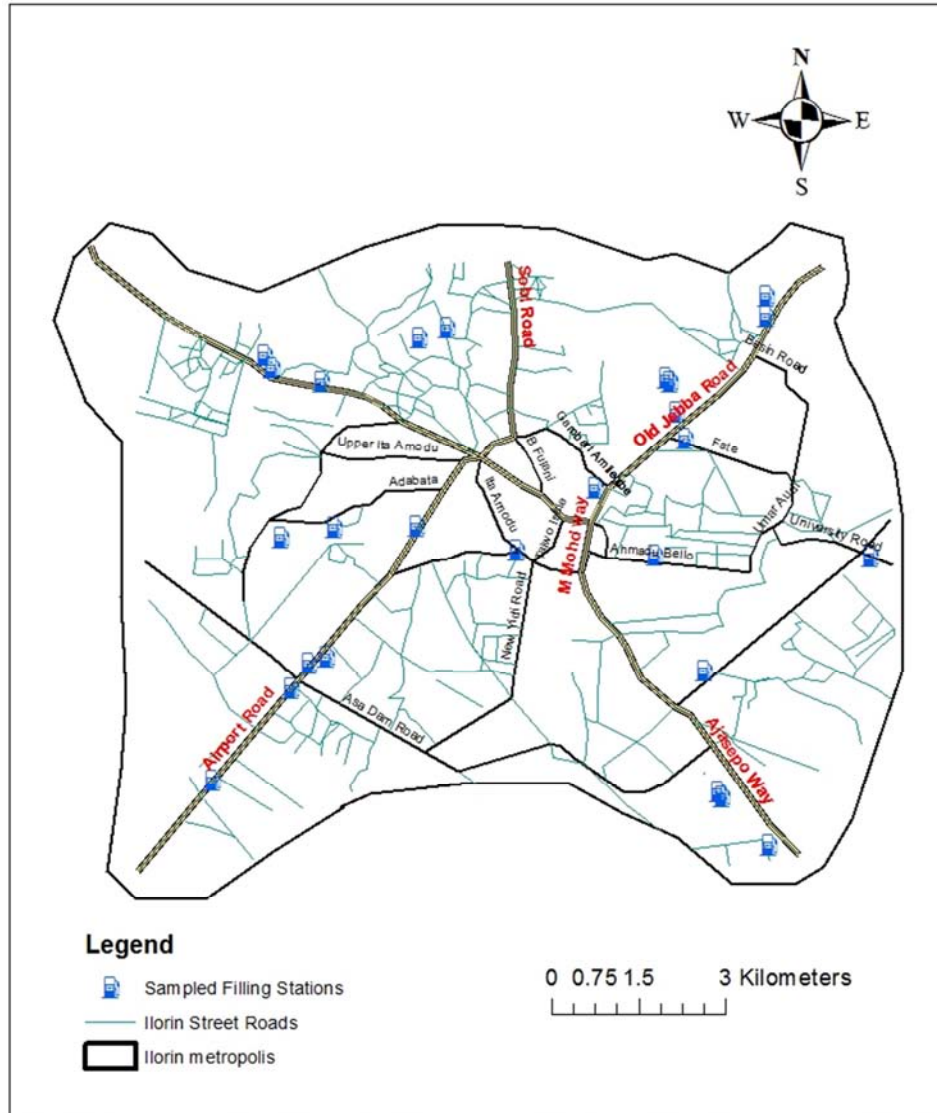 N
W
E
S
Sobi Road
Basin Road
Old Jebba Road
Fate
Upper Ita Amodu
B Fulani
Adabata
Ita Amodu
Umar Audi
University Road
M Mohd Way
Ahmadu Bello
New Yidi Road
Asa Dam Road
Airport Road
Ajasepo Way
Legend
Sampled Filling Stations
Ilorin Street Roads
Ilorin metropolis
0 0.75 1.5 3 Kilometers